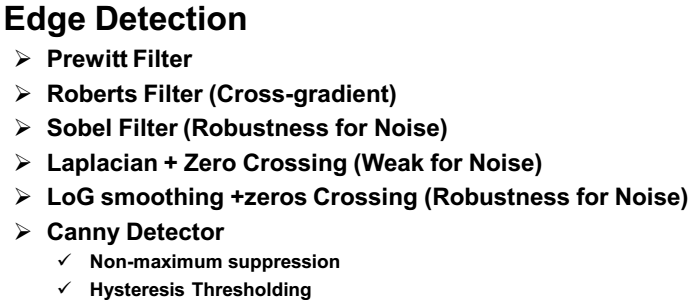 Edge Detection
➢ Prewitt Filter
➢ Roberts Filter (Cross-gradient)
➢ Sobel Filter (Robustness for Noise)
➢ Laplacian + Zero Crossing (Weak for Noise)
➢ LoG smoothing +zeros Crossing (Robustness for Noise)
➢ Canny Detector
✓ Non-maximum suppression
✓ Hysteresis Thresholding